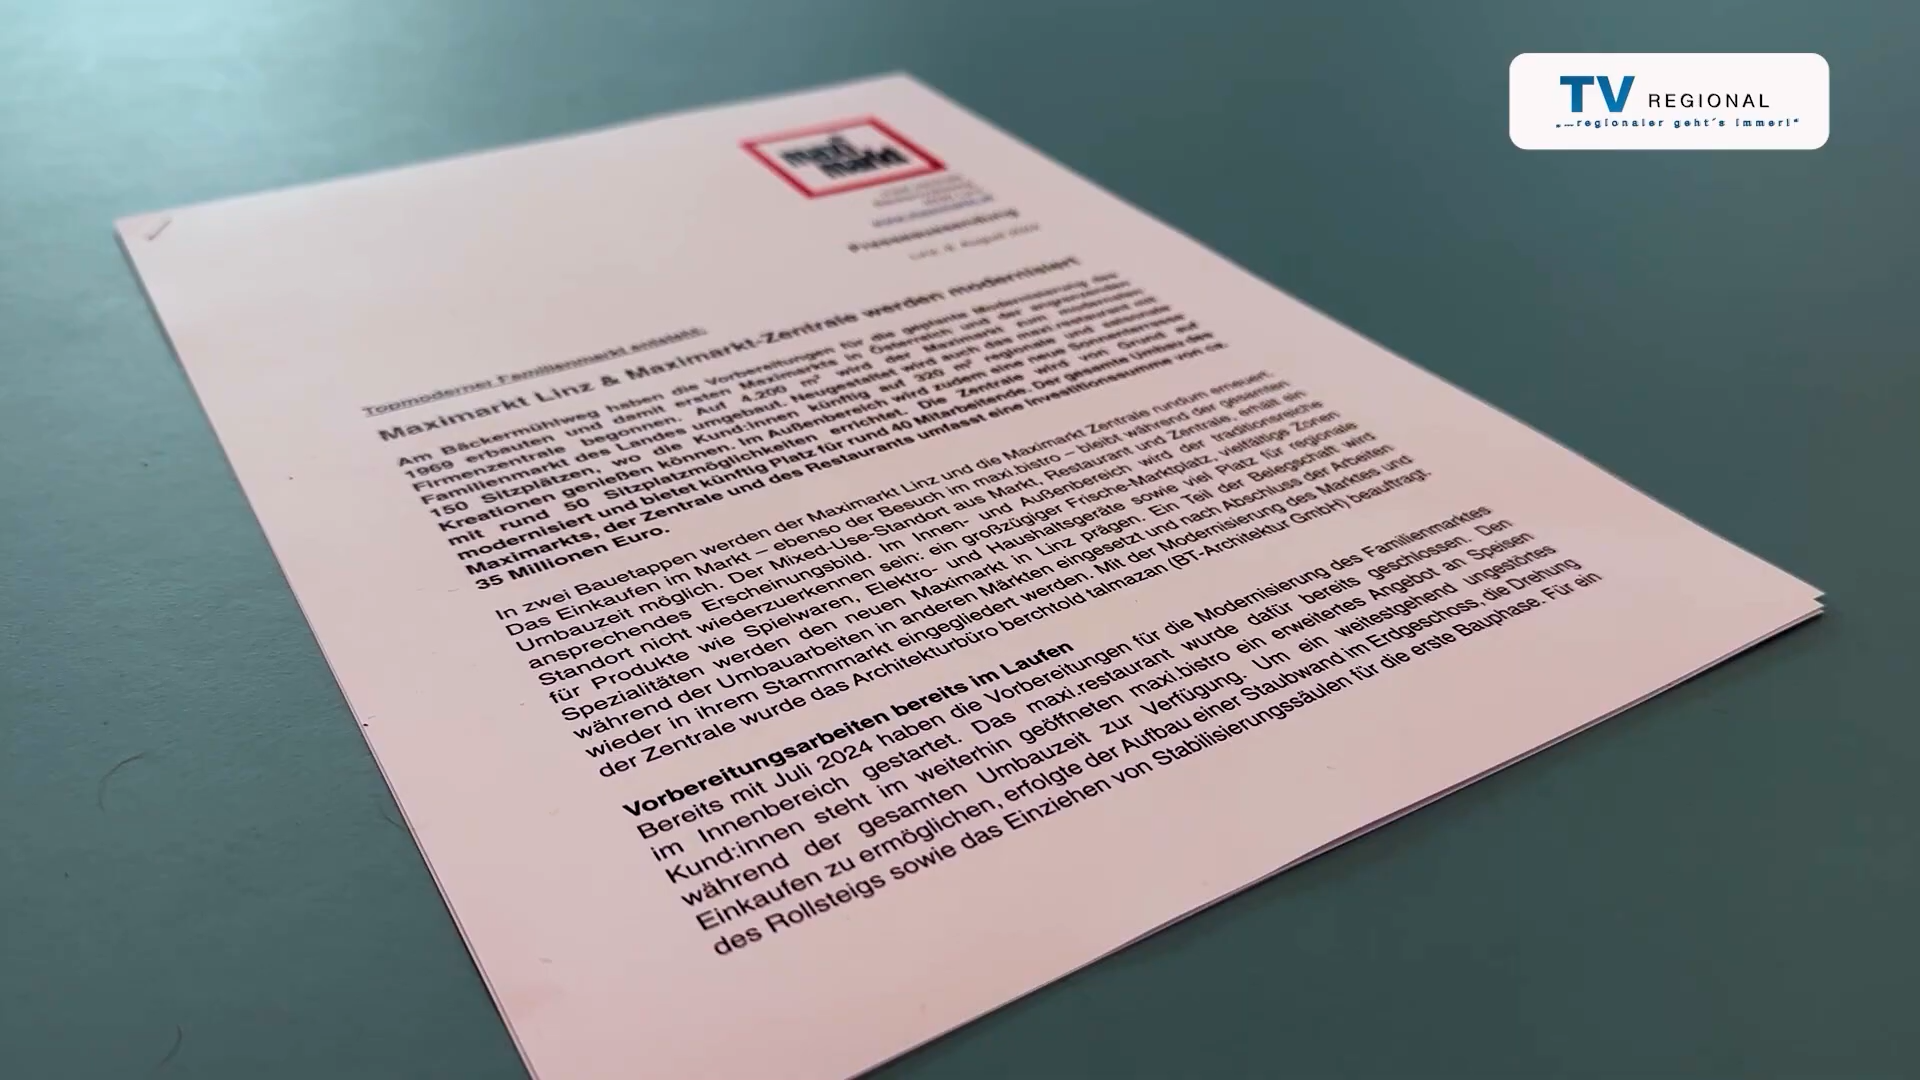 TV REGIONAL
„...regionaler geht´s immer!“
maxi
markt
Presseaussendung
Topmoderner Familienmarkt entsteht:
Maximarkt Linz & Maximarkt-Zentrale werden modernisiert
Am Bäckermühlweg haben die Vorbereitungen für die geplante Modernisierung des
1969 erbauten und damit ersten Maximarkts in Österreich und der angrenzenden
Firmenzentrale begonnen. Auf 4.200 m² wird der Maximarkt zum modernsten
Familienmarkt des Landes umgebaut. Neugestaltet wird auch das maxi.restaurant mit
150 Sitzplätzen, wo die Kund:innen künftig auf 320 m² regionale und saisonale
Kreationen genießen können. Im Außenbereich wird zudem eine neue Sonnenterrasse
mit rund 50 Sitzplatzmöglichkeiten errichtet. Die Zentrale wird von Grund auf
modernisiert und bietet künftig Platz für rund 40 Mitarbeitende. Der gesamte Umbau des
Maximarkts, der Zentrale und des Restaurants umfasst eine Investitionssumme von ca.
35 Millionen Euro.
In zwei Bauetappen werden der Maximarkt Linz und die Maximarkt Zentrale rundum erneuert.
Das Einkaufen im Markt – ebenso der Besuch im maxi.bistro – bleibt während der gesamten
Umbauzeit möglich. Der Mixed-Use-Standort aus Markt, Restaurant und Zentrale, erhält ein
ansprechendes Erscheinungsbild. Im Innen- und Außenbereich wird der traditionsreiche
Standort nicht wiederzuerkennen sein: ein großzügiger Frische-Marktplatz, vielfältige Zonen
für Produkte wie Spielwaren, Elektro- und Haushaltsgeräte sowie viel Platz für regionale
Spezialitäten werden den neuen Maximarkt in Linz prägen. Ein Teil der Belegschaft wird
während der Umbauarbeiten in anderen Märkten eingesetzt und nach Abschluss der Arbeiten
wieder in ihrem Stammmarkt eingegliedert werden. Mit der Modernisierung des Marktes und
der Zentrale wurde das Architekturbüro berchtold talmazan (BT-Architektur GmbH) beauftragt.
Vorbereitungsarbeiten bereits im Laufen
Bereits mit Juli 2024 haben die Vorbereitungen für die Modernisierung des Familienmarktes
im Innenbereich gestartet. Das maxi.restaurant wurde dafür bereits geschlossen. Den
Kund:innen steht im weiterhin geöffneten maxi.bistro ein erweitertes Angebot an Speisen
während der gesamten Umbauzeit zur Verfügung. Um ein weitestgehend ungestörtes
Einkaufen zu ermöglichen, erfolgte der Aufbau einer Staubwand im Erdgeschoss, die Drehung
des Rollsteigs sowie das Einziehen von Stabilisierungssäulen für die erste Bauphase. Für ein